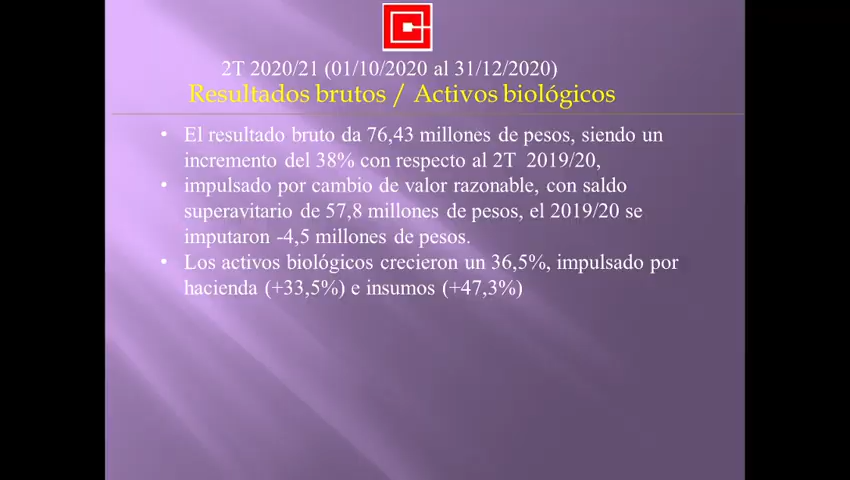 2T 2020/21 (01/10/2020 al 31/12/2020)
Resultados brutos / Activos biológicos
• El resultado bruto da 76,43 millones de pesos, siendo un
incremento del 38% con respecto al 2T 2019/20,
• impulsado por cambio de valor razonable, con saldo
superavitario de 57,8 millones de pesos, el 2019/20 se
imputaron -4,5 millones de pesos.
• Los activos biológicos crecieron un 36,5%, impulsado por
hacienda (+33,5%) e insumos (+47,3%)